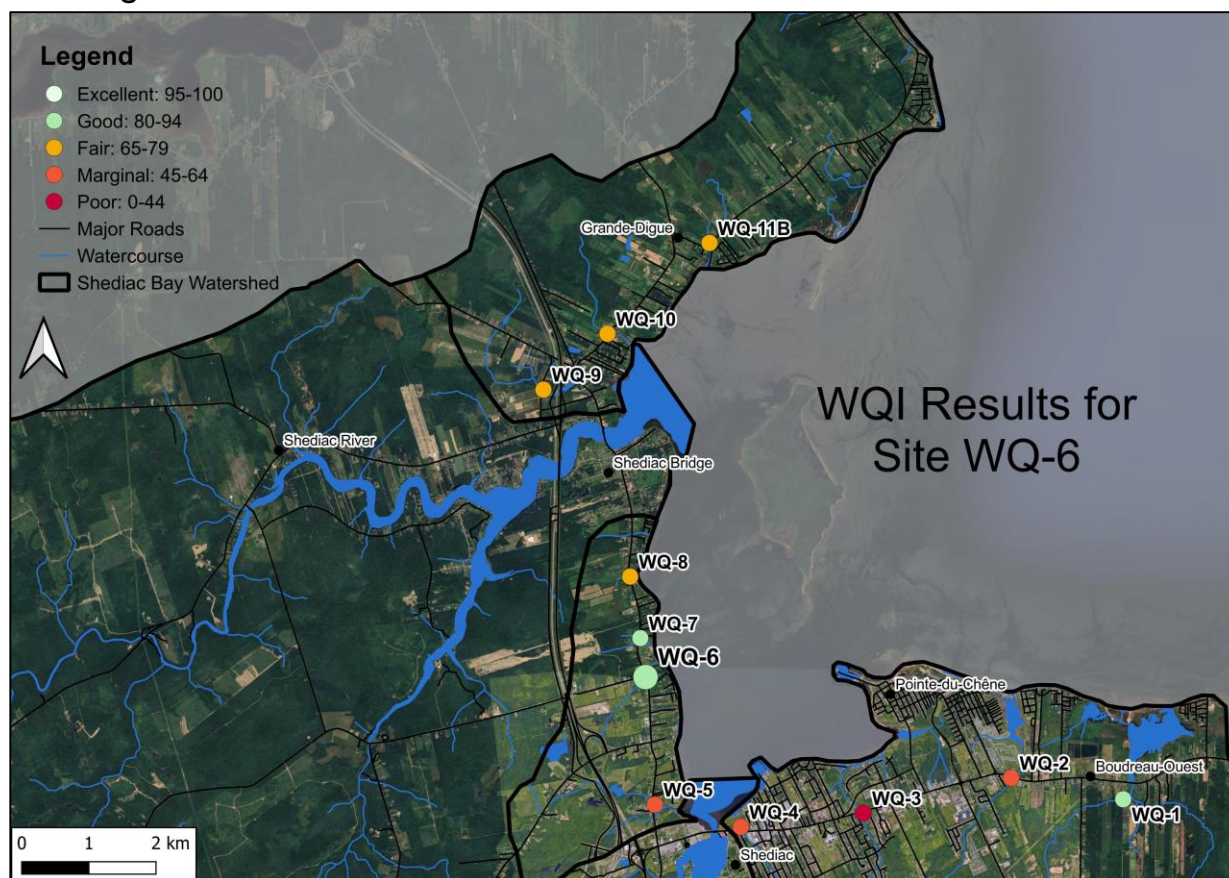 Legend
Excellent: 95-100
Good: 80-94
Fair: 65-79
Marginal: 45-64
Poor: 0-44
Major Roads
Watercourse
Shediac Bay Watershed
Grande-Digue
WQ-11B
WQ-10
WQ-9
WQI Results for
Site WQ-6
Shediac River
Shediac Bridge
WQ-8
WQ-7
WQ-6
Pointe-du-Chêne
WQ-2
Boudreau-Ouest
WQ-5
WQ-3
WQ-1
WQ-4
Shediac
0 1 2 km